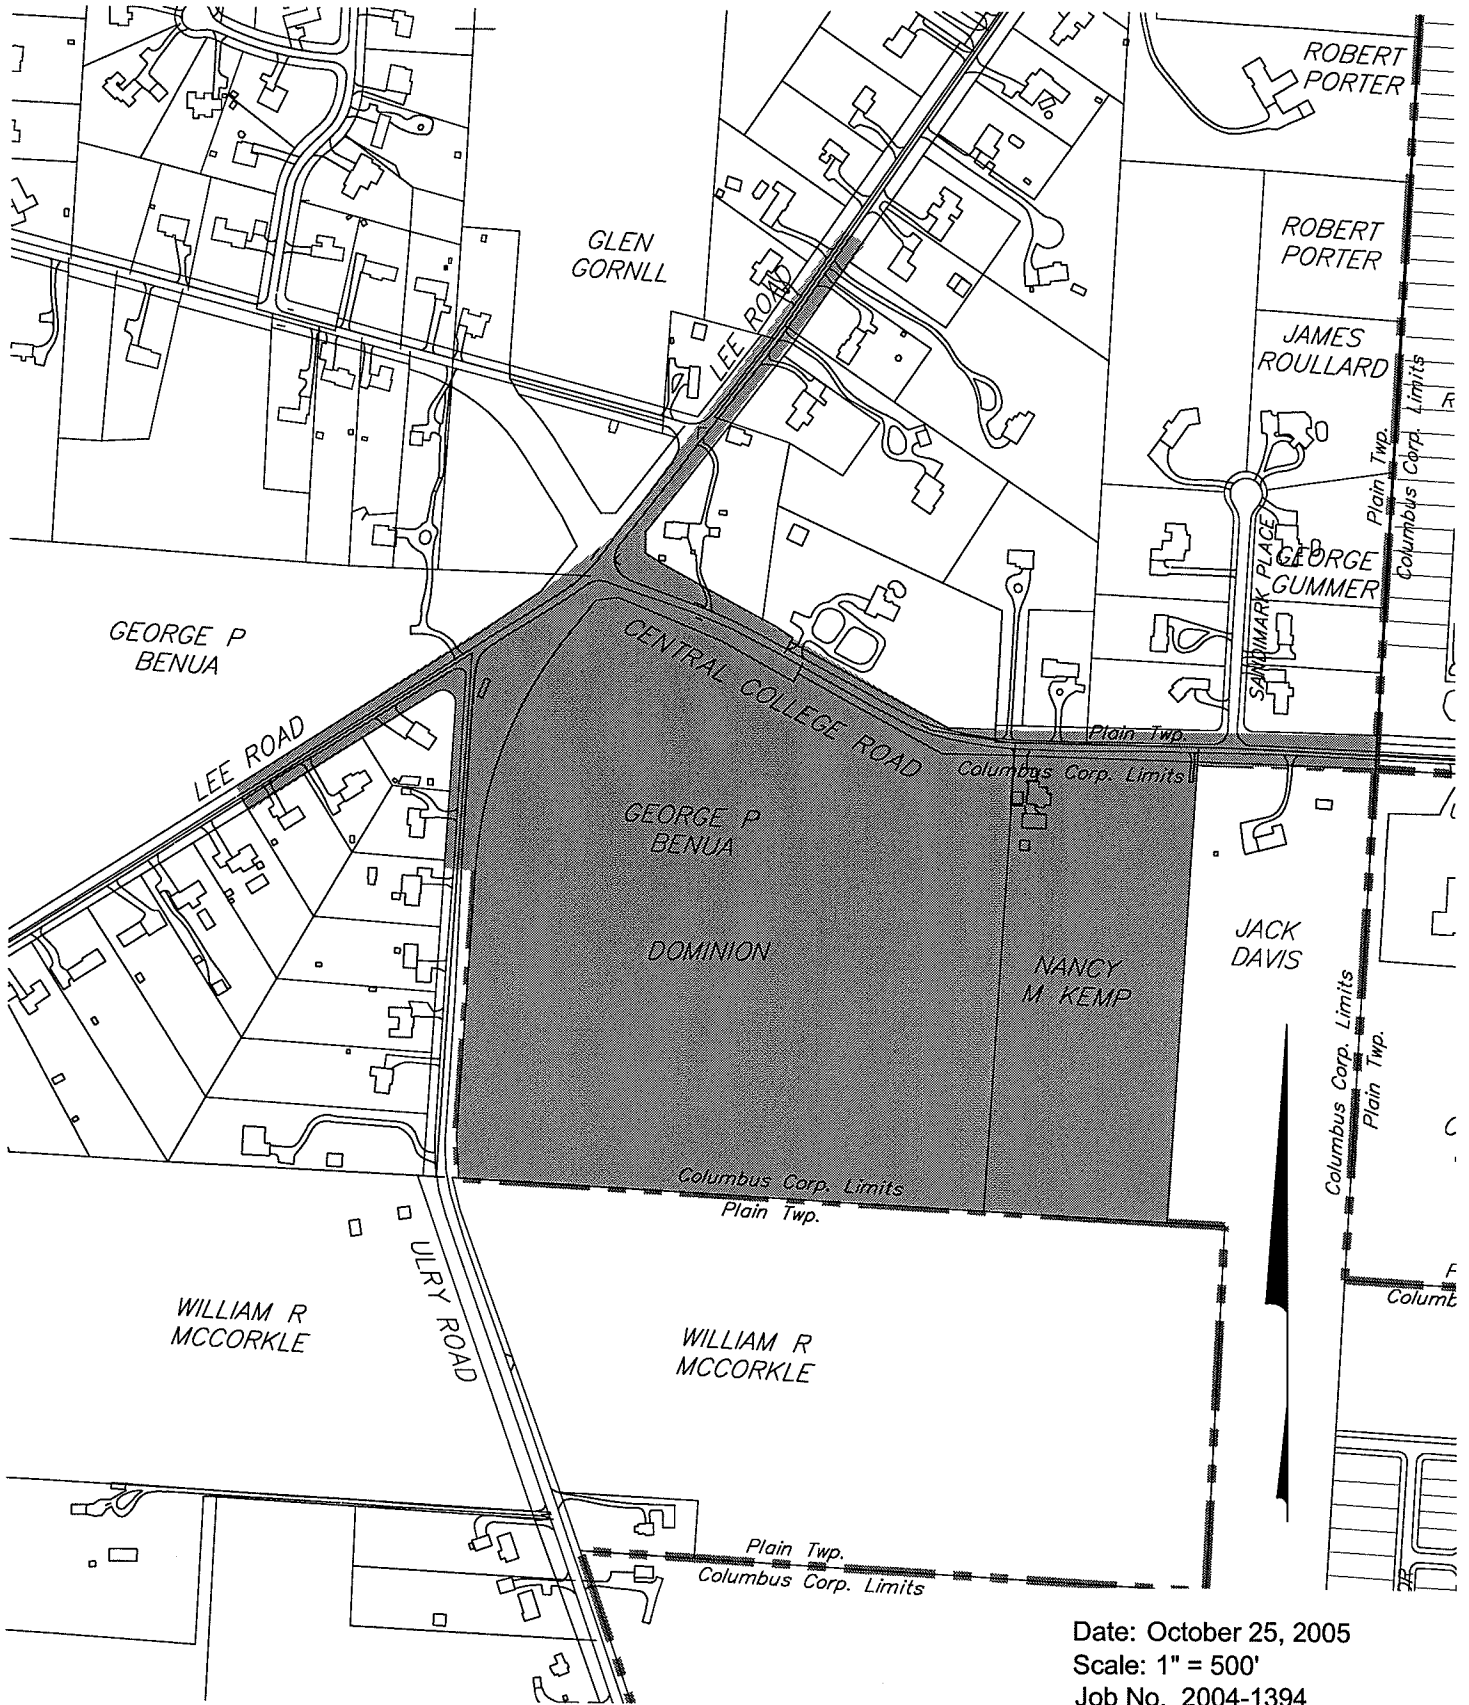 ROBERT
PORTER
ROBERT
PORTER
GLEN
GORNLL
LEE ROAD
JAMES
ROULLARD
Plain Twp.
Columbus Corp. Limits
R
SANDIMARK PLACE
GEORGE
GUMMER
GEORGE P
BENUA
CENTRAL COLLEGE ROAD
LEE ROAD
Plain Twp.
Columbus Corp. Limits
GEORGE P
BENUA
DOMINION
NANCY
M KEMP
JACK
DAVIS
Columbus Corp. Limits
Plain Twp.
Columbus Corp. Limits
Plain Twp.
ULRY ROAD
WILLIAM R
MCCORKLE
WILLIAM R
MCCORKLE
Plain Twp.
Columbus Corp. Limits
Date: October 25, 2005
Scale: 1" = 500'
Job No. 2004-1394